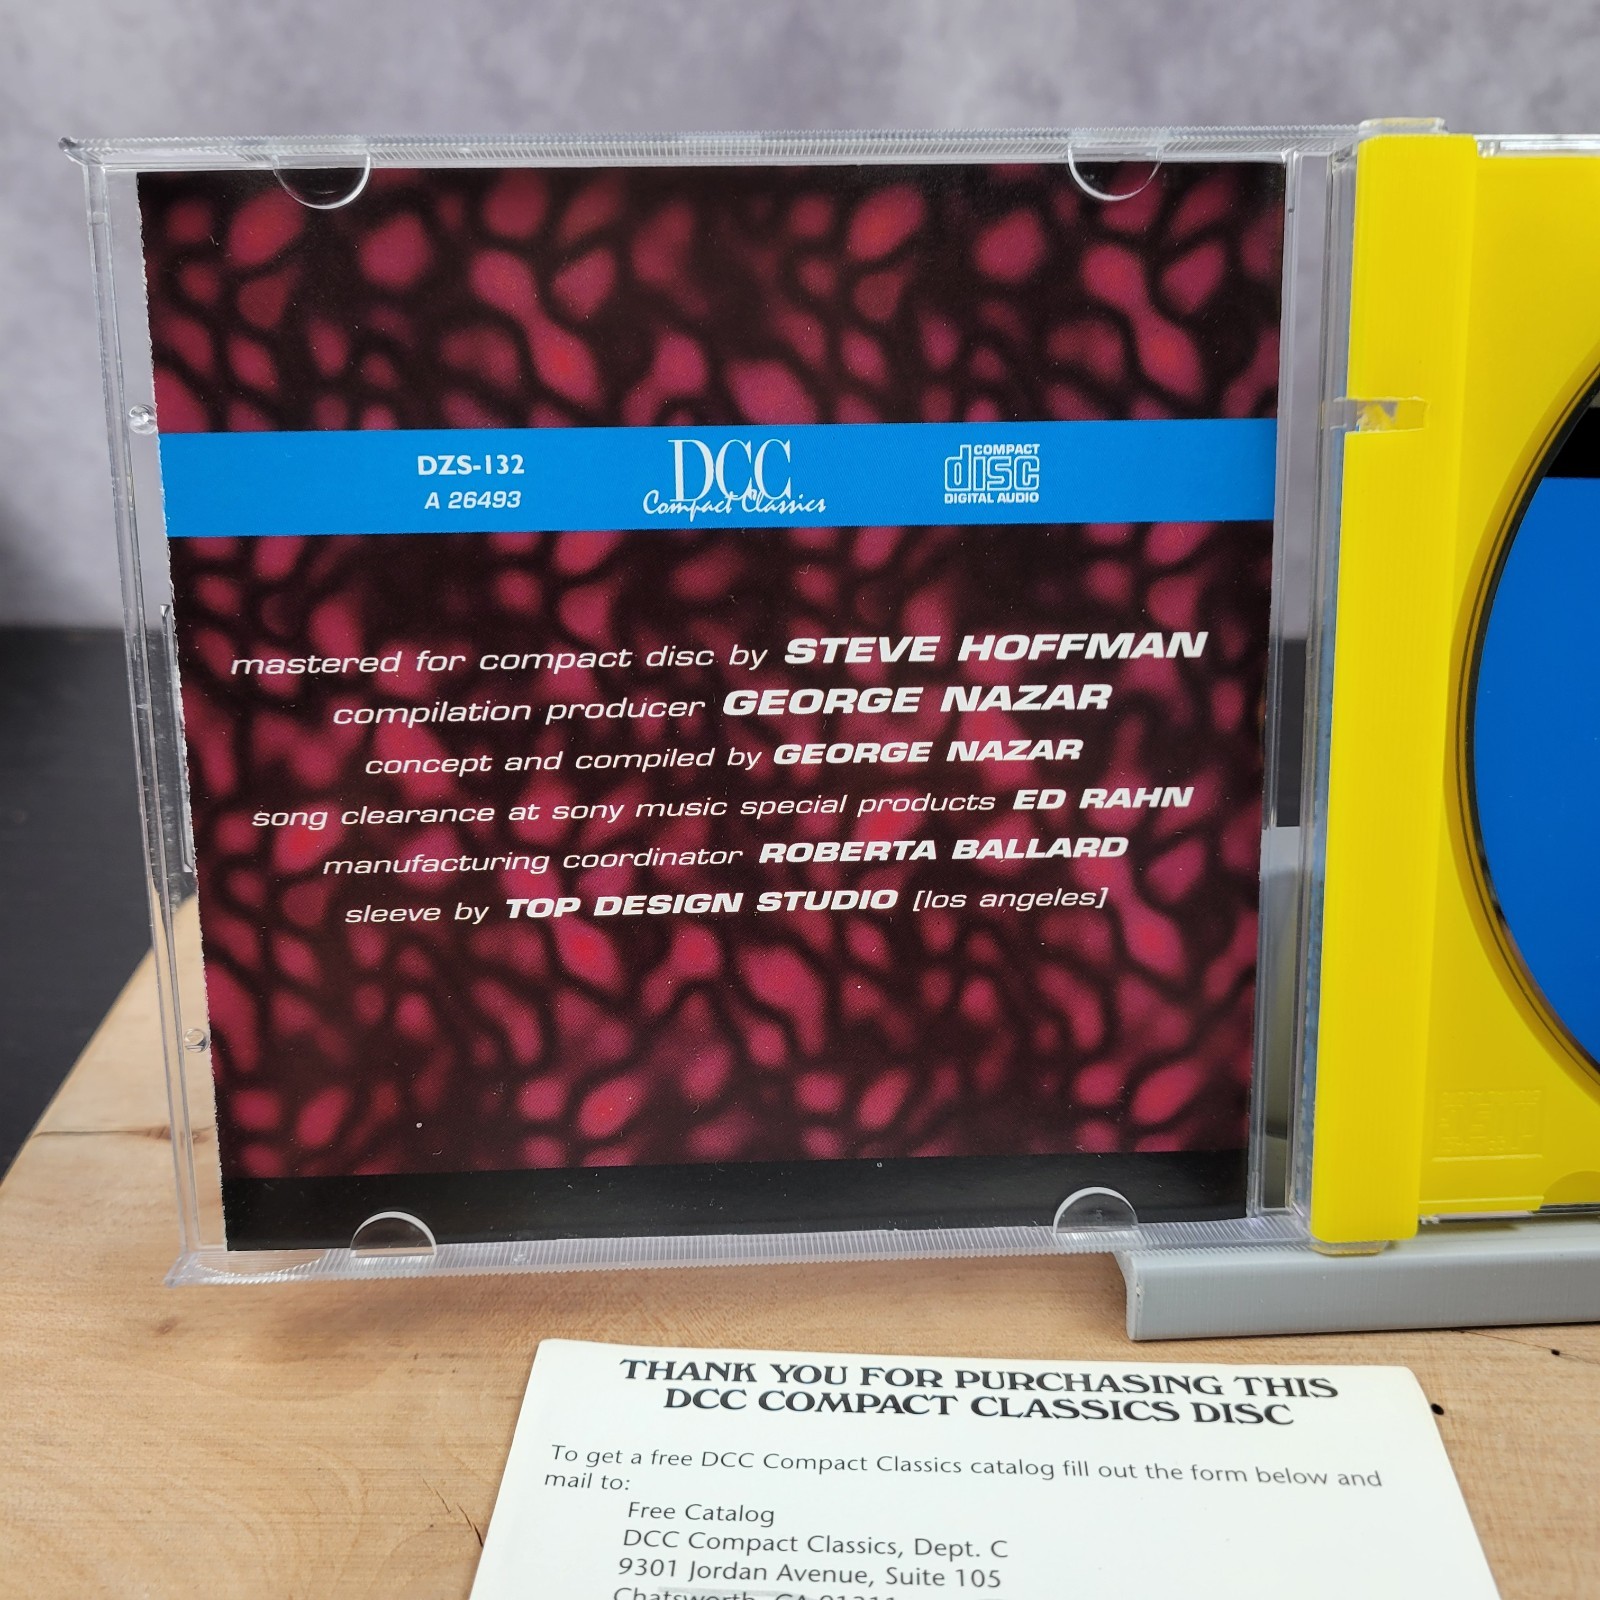 DZS-132
A 26493
DCC
Compact Classics
COMPACT
disc
DIGITAL AUDIO
mastered for compact disc by STEVE HOFFMAN
compilation producer GEORGE NAZAR
concept and compiled by GEORGE NAZAR
song clearance at sony music special products ED RAHN
manufacturing coordinator ROBERTA BALLARD
sleeve by TOP DESIGN STUDIO [los angeles]
THANK YOU FOR PURCHASING THIS
DCC COMPACT CLASSICS DISC
To get a free DCC Compact Classics catalog fill out the form below and
mail to:
Free Catalog
DCC Compact Classics, Dept. C
9301 Jordan Avenue, Suite 105
Chatsworth, CA 91311